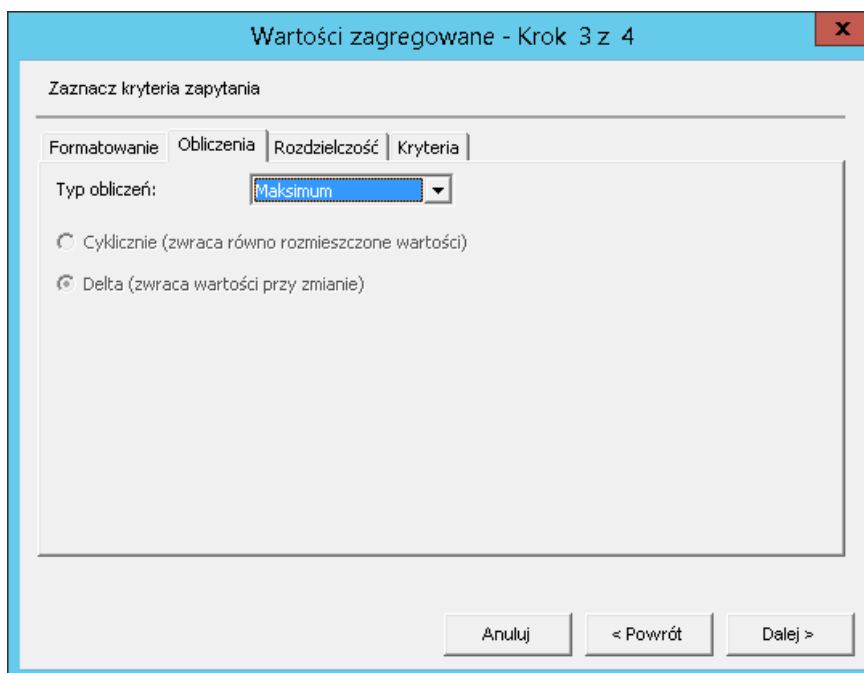 Wartości zagregowane - Krok 3 z 4
x
Zaznacz kryteria zapytania
Formatowanie Obliczenia Rozdzielczość Kryteria
Typ obliczeń: Maksimum
Cyklicznie (zwraca równo rozmieszczone wartości)
Delta (zwraca wartości przy zmianie)
Anuluj < Powrót Dalej >